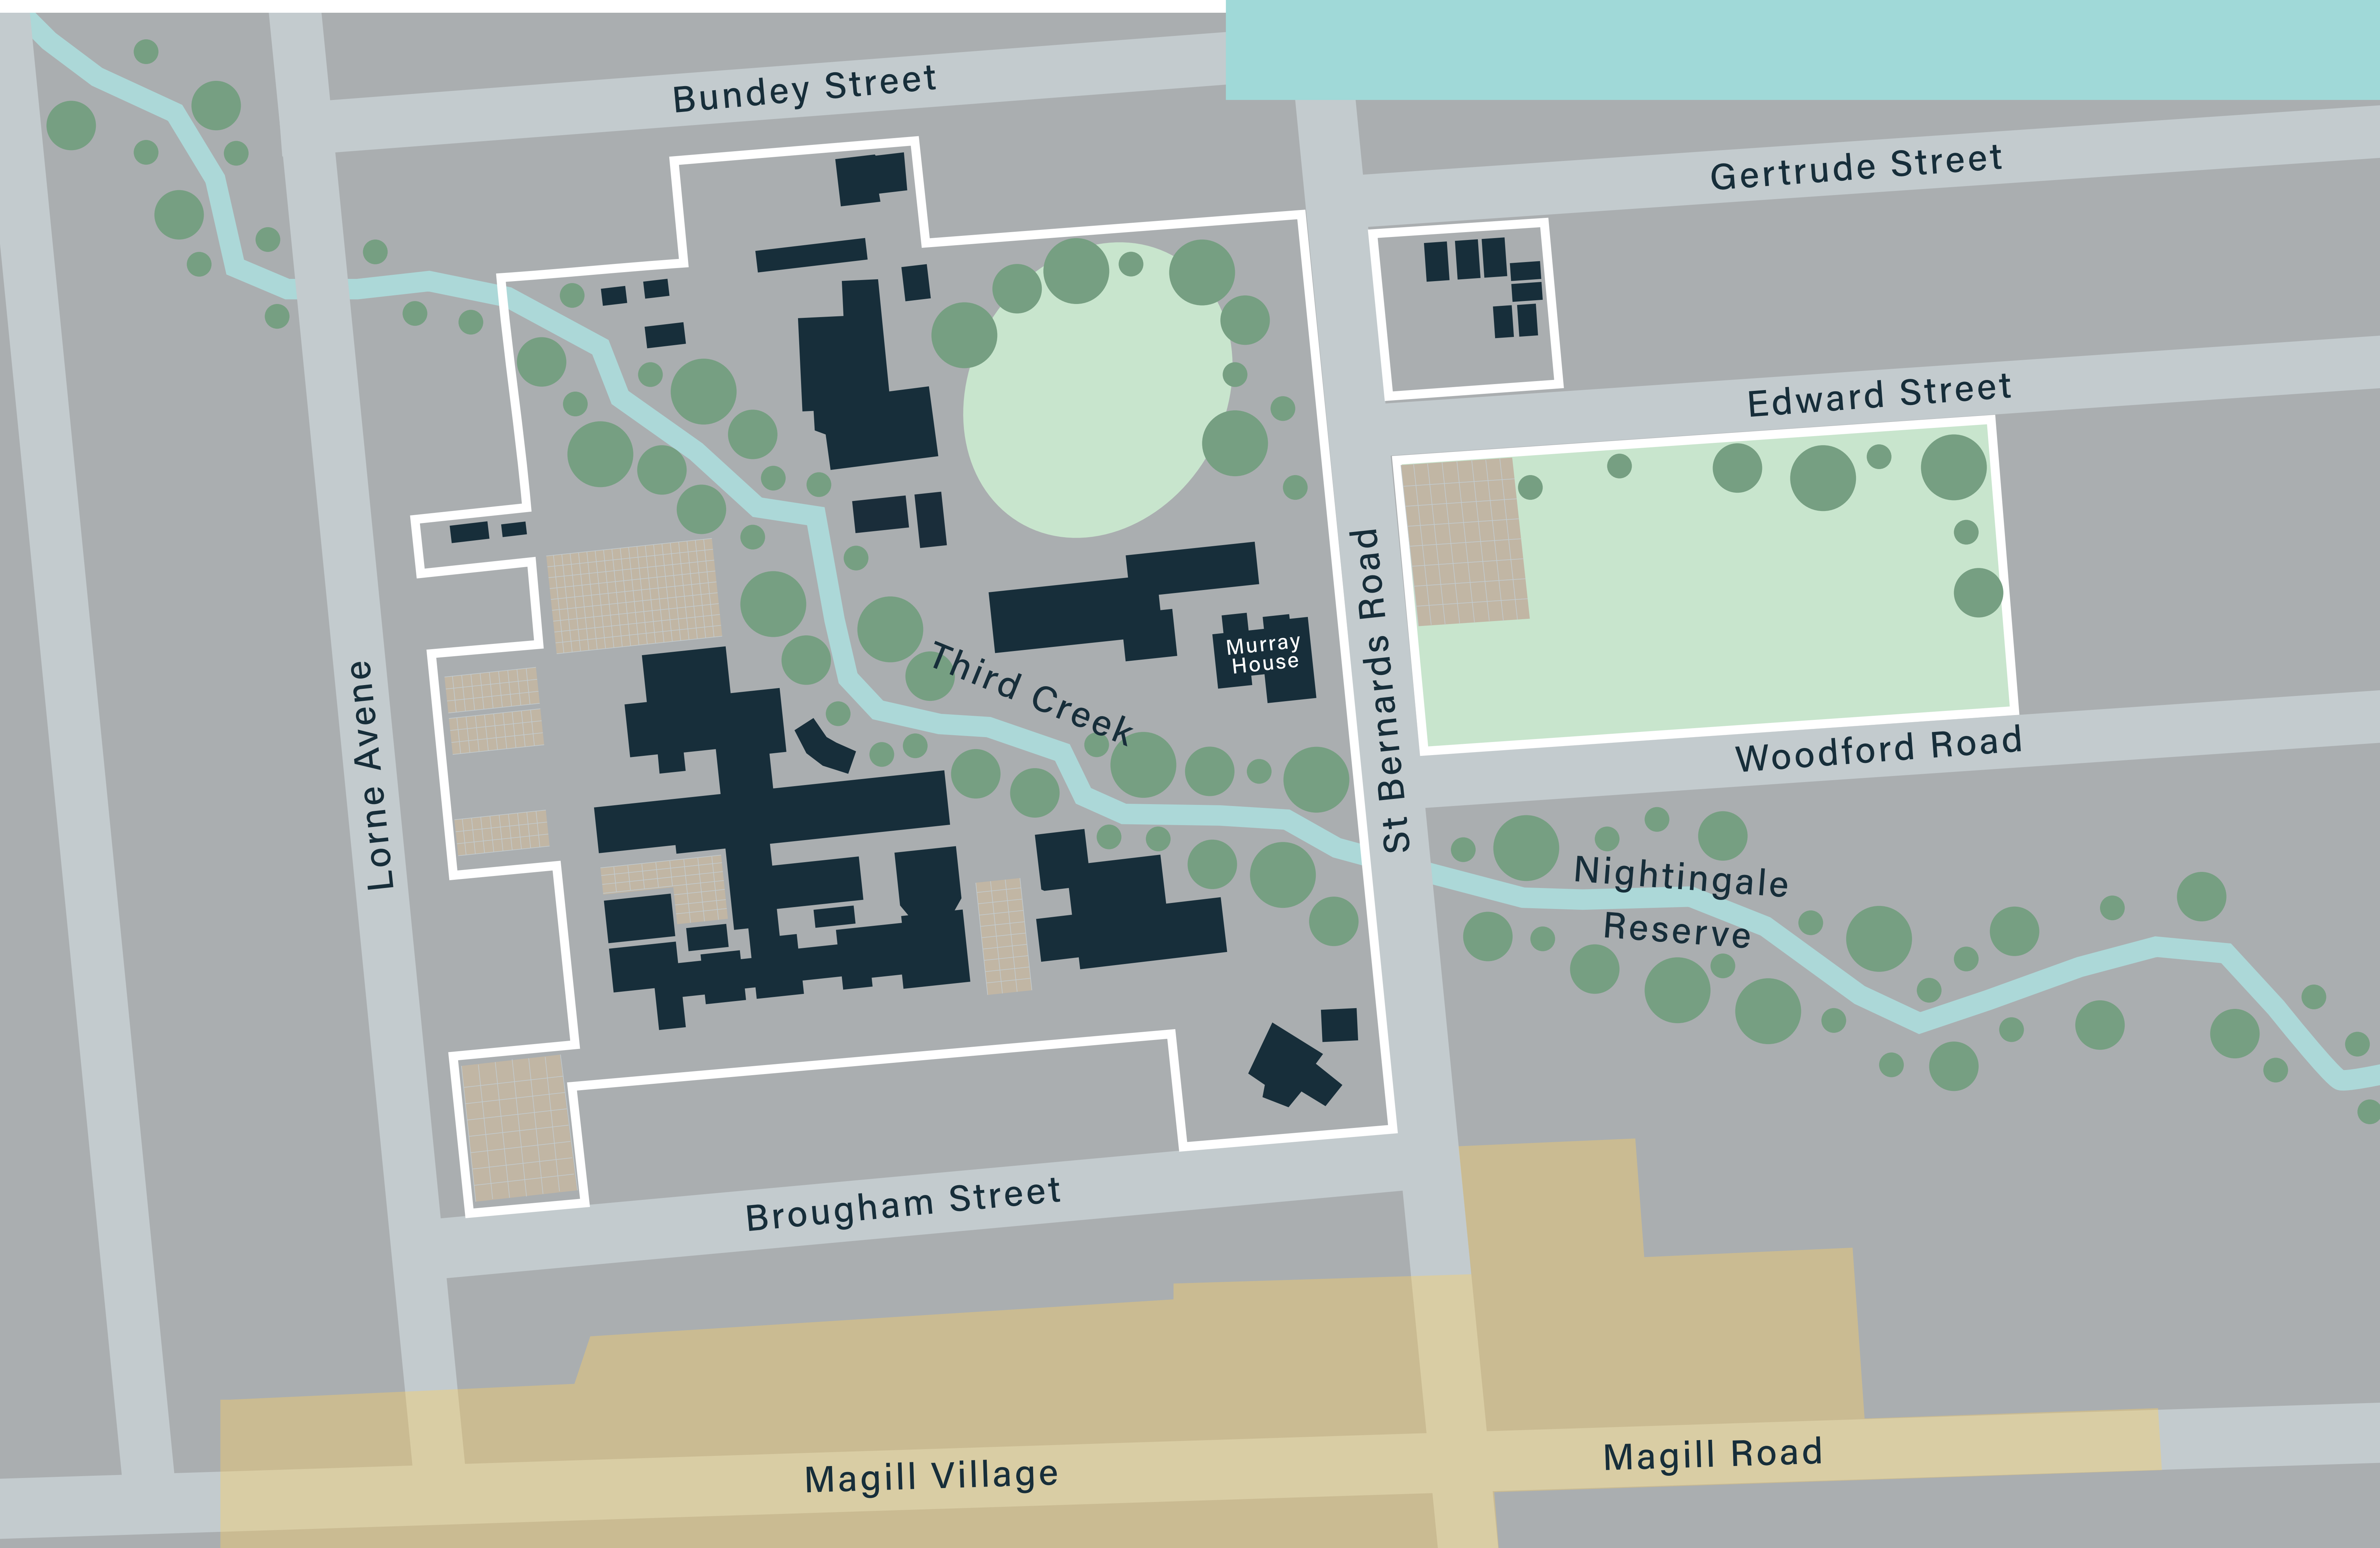 Bundey Street
Gertrude Street
Edward Street
St Bernards Road
Murray
House
Third Creek
Lorne Avene
Woodford Road
Nightingale
Reserve
Brougham Street
Magill Village
Magill Road